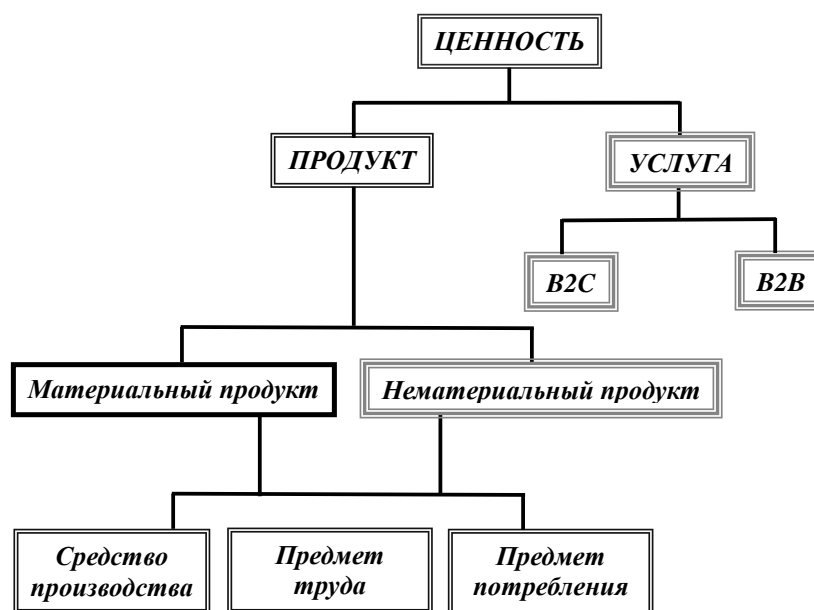 ЦЕННОСТЬ
ПРОДУКТ
УСЛУГА
B2C
B2B
Материальный продукт
Нематериальный продукт
Средство
производства
Предмет
труда
Предмет
потребления